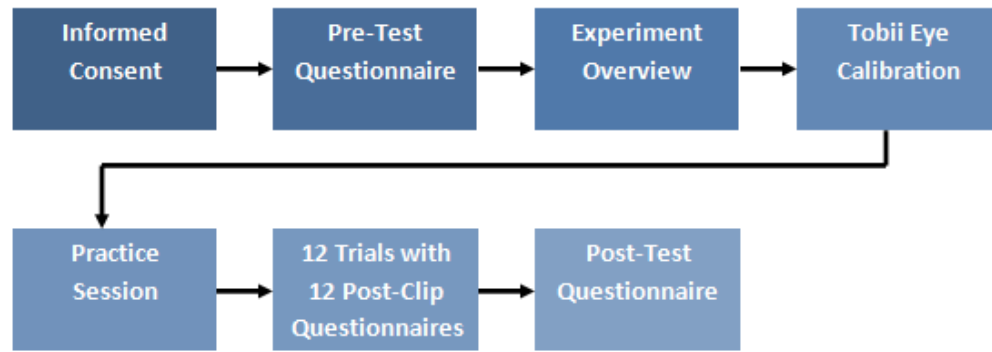 Informed
Consent
Pre-Test
Questionnaire
Experiment
Overview
Tobii Eye
Calibration
Practice
Session
12 Trials with
12 Post-Clip
Questionnaires
Post-Test
Questionnaire